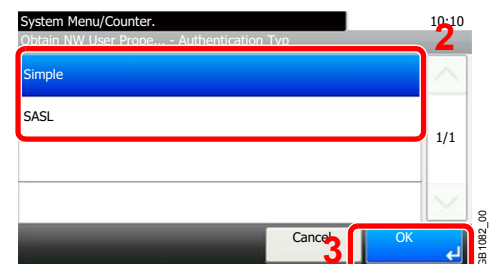 System Menu/Counter. 10:10
Obtain NW User Prope... - Authentication Typ
2
Simple
SASL
1/1
Cancel OK
3
GB1082_00